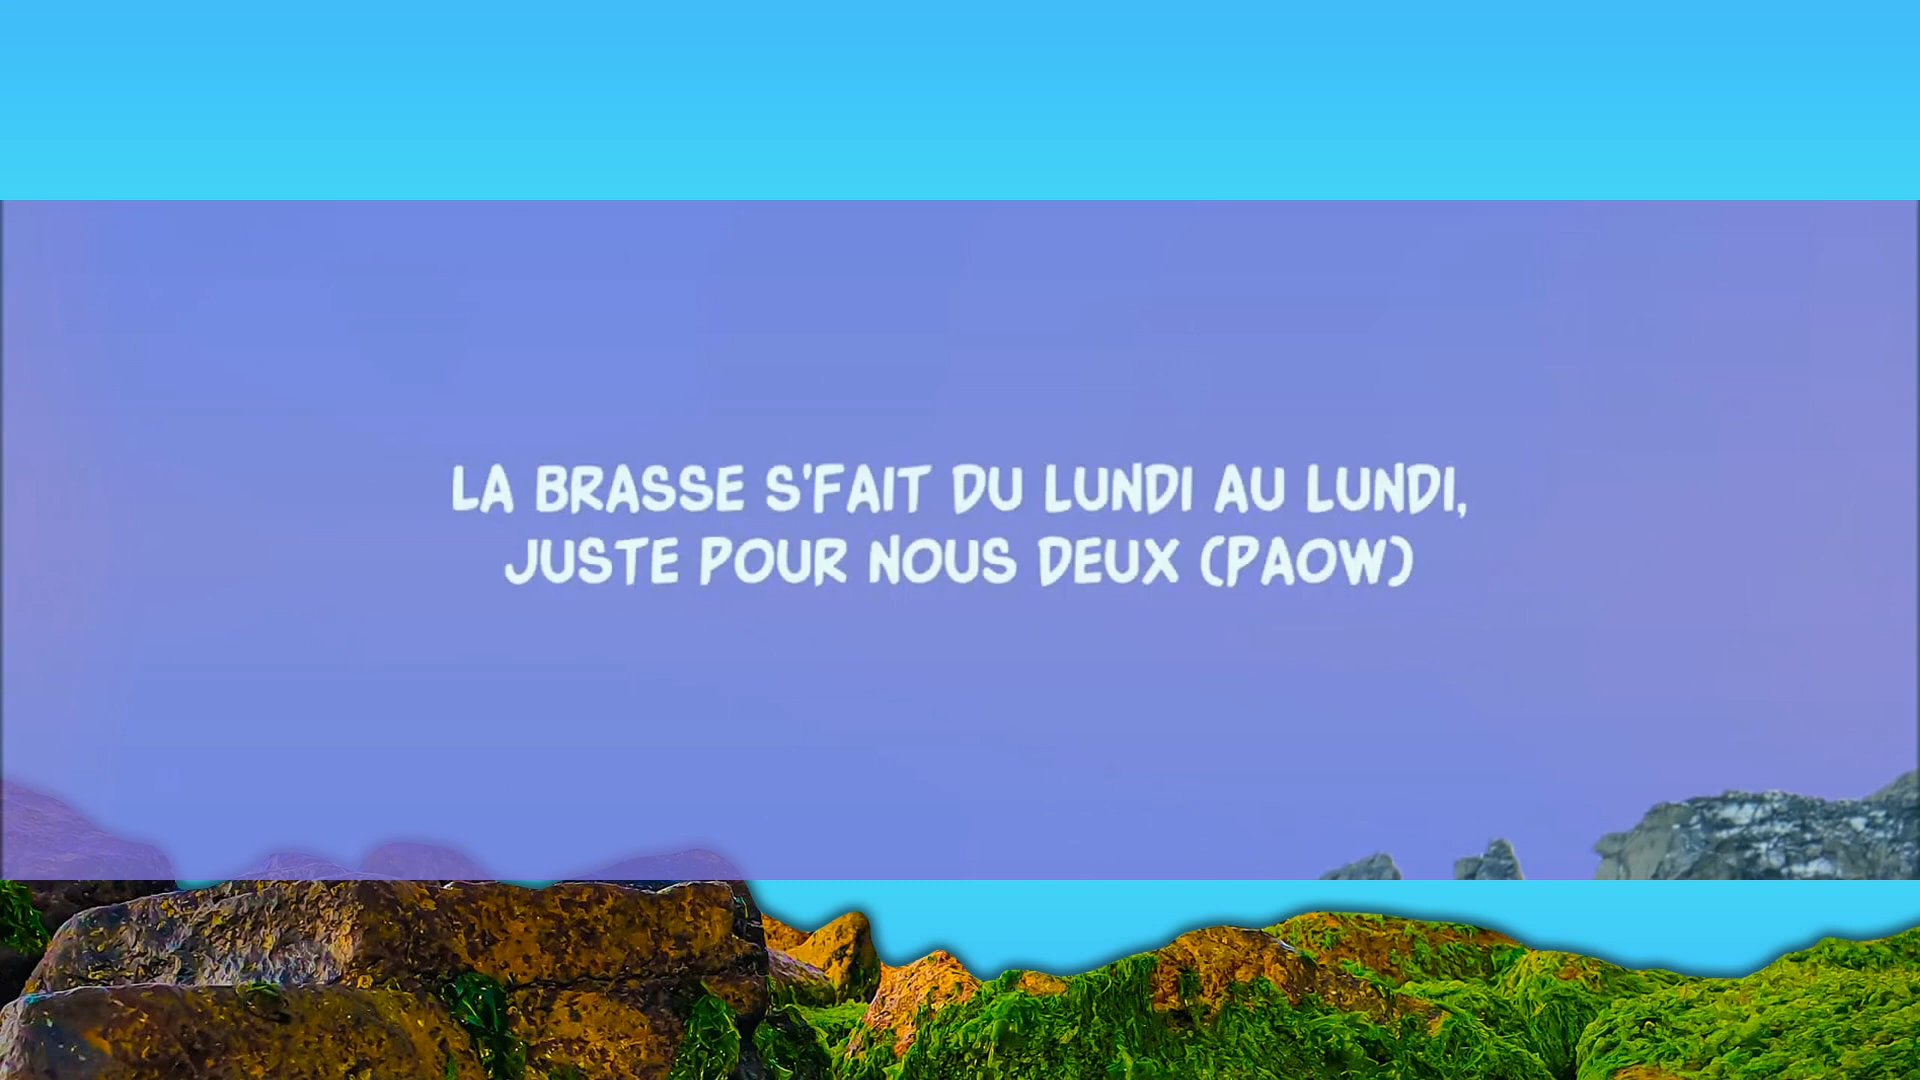 LA BRASSE S'FAIT DU LUNDI AU LUNDI,
JUSTE POUR NOUS DEUX (PAOW)